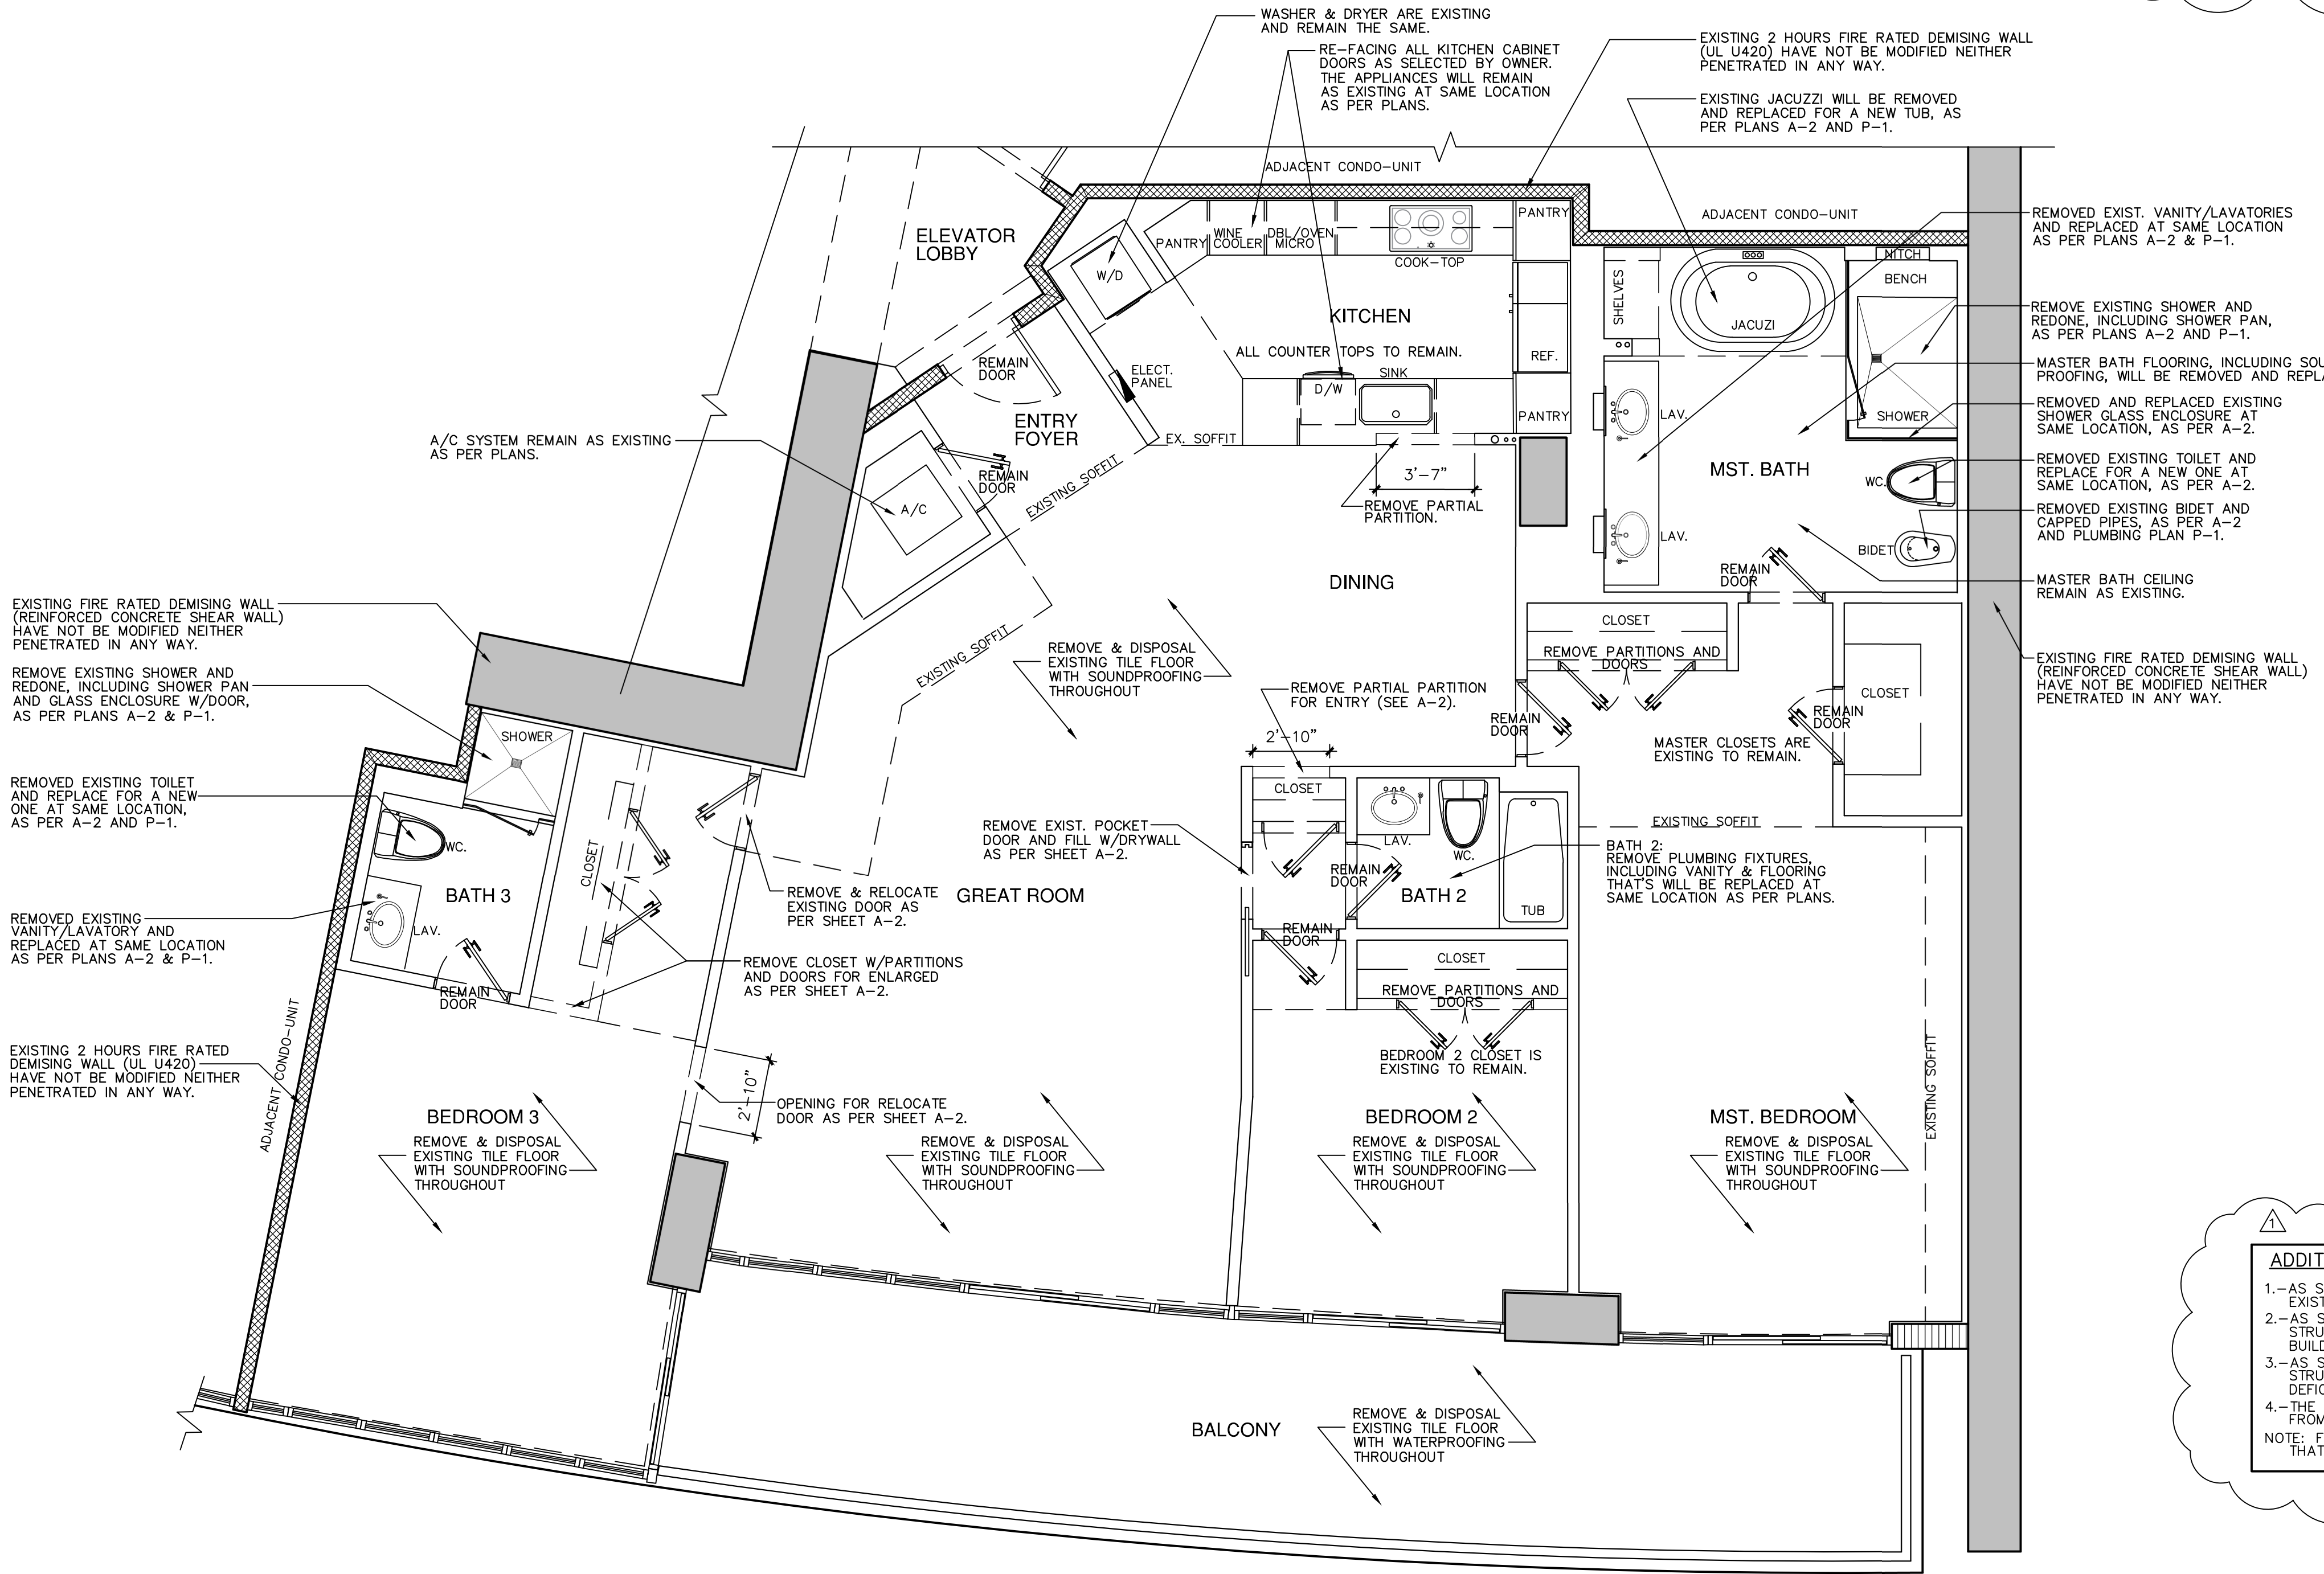 WASHER & DRYER ARE EXISTING
AND REMAIN THE SAME.
RE-FACING ALL KITCHEN CABINET
DOORS AS SELECTED BY OWNER.
THE APPLIANCES WILL REMAIN
AS EXISTING AT SAME LOCATION
AS PER PLANS.
EXISTING 2 HOURS FIRE RATED DEMISING WALL
(UL U420) HAVE NOT BE MODIFIED NEITHER
PENETRATED IN ANY WAY.
EXISTING JACUZZI WILL BE REMOVED
AND REPLACED FOR A NEW TUB, AS
PER PLANS A-2 AND P-1.
ADJACENT CONDO-UNIT
ADJACENT CONDO-UNIT
REMOVED EXIST. VANITY/LAVATORIES
AND REPLACED AT SAME LOCATION
AS PER PLANS A-2 & P-1.
ELEVATOR
LOBBY
W/D
PANTRY
WINE
COOLER
DBL/OVEN
MICRO
COOK-TOP
PANTRY
KITCHEN
ALL COUNTER TOPS TO REMAIN.
REF.
SINK
D/W
PANTRY
ELECT.
PANEL
SHELVES
JACUZI
NITCH
BENCH
SHOWER
REMOVE EXISTING SHOWER AND
REDONE, INCLUDING SHOWER PAN,
AS PER PLANS A-2 AND P-1.
MASTER BATH FLOORING, INCLUDING SOU
PROOFING, WILL BE REMOVED AND REPLA
REMOVED AND REPLACED EXISTING
SHOWER GLASS ENCLOSURE AT
SAME LOCATION, AS PER A-2.
REMOVED EXISTING TOILET AND
REPLACE FOR A NEW ONE AT
SAME LOCATION, AS PER A-2.
REMOVED EXISTING BIDET AND
CAPPED PIPES, AS PER A-2
AND PLUMBING PLAN P-1.
MASTER BATH CEILING
REMAIN AS EXISTING.
EXISTING FIRE RATED DEMISING WALL
(REINFORCED CONCRETE SHEAR WALL)
HAVE NOT BE MODIFIED NEITHER
PENETRATED IN ANY WAY.
LAV.
MST. BATH
WC.
LAV.
BIDET
REMAIN
DOOR
REMAIN
DOOR
ENTRY
FOYER
REMAIN
DOOR
A/C SYSTEM REMAIN AS EXISTING
AS PER PLANS.
A/C
EX. SOFFIT
EXISTING SOFFIT
EXISTING SOFFIT
3'-7"
REMOVE PARTIAL
PARTITION.
DINING
REMOVE & DISPOSAL
EXISTING TILE FLOOR
WITH SOUNDPROOFING
THROUGHOUT
CLOSET
REMOVE PARTITIONS AND
DOORS
REMAIN
DOOR
REMAIN
DOOR
CLOSET
MASTER CLOSETS ARE
EXISTING TO REMAIN.
EXISTING SOFFIT
EXISTING FIRE RATED DEMISING WALL
(REINFORCED CONCRETE SHEAR WALL)
HAVE NOT BE MODIFIED NEITHER
PENETRATED IN ANY WAY.
REMOVE EXISTING SHOWER AND
REDONE, INCLUDING SHOWER PAN
AND GLASS ENCLOSURE W/DOOR,
AS PER PLANS A-2 & P-1.
REMOVED EXISTING TOILET
AND REPLACE FOR A NEW
ONE AT SAME LOCATION,
AS PER A-2 AND P-1.
REMOVED EXISTING
VANITY/LAVATORY AND
REPLACED AT SAME LOCATION
AS PER PLANS A-2 & P-1.
EXISTING 2 HOURS FIRE RATED
DEMISING WALL (UL U420)
HAVE NOT BE MODIFIED NEITHER
PENETRATED IN ANY WAY.
ADJACENT CONDO-UNIT
SHOWER
WC.
BATH 3
LAV.
REMAIN
DOOR
CLOSET
REMOVE & RELOCATE
EXISTING DOOR AS
PER SHEET A-2.
REMOVE CLOSET W/PARTITIONS
AND DOORS FOR ENLARGED
AS PER SHEET A-2.
OPENING FOR RELOCATE
DOOR AS PER SHEET A-2.
2'-10"
GREAT ROOM
REMOVE PARTIAL PARTITION
FOR ENTRY (SEE A-2).
2'-10"
CLOSET
REMOVE EXIST. POCKET
DOOR AND FILL W/DRYWALL
AS PER SHEET A-2.
REMAIN
DOOR
LAV.
WC.
BATH 2
TUB
BATH 2:
REMOVE PLUMBING FIXTURES,
INCLUDING VANITY & FLOORING
THAT'S WILL BE REPLACED AT
SAME LOCATION AS PER PLANS.
REMAIN
DOOR
CLOSET
REMOVE PARTITIONS AND
DOORS
BEDROOM 2 CLOSET IS
EXISTING TO REMAIN.
EXISTING SOFFIT
BEDROOM 3
REMOVE & DISPOSAL
EXISTING TILE FLOOR
WITH SOUNDPROOFING
THROUGHOUT
REMOVE & DISPOSAL
EXISTING TILE FLOOR
WITH SOUNDPROOFING
THROUGHOUT
BEDROOM 2
REMOVE & DISPOSAL
EXISTING TILE FLOOR
WITH SOUNDPROOFING
THROUGHOUT
MST. BEDROOM
REMOVE & DISPOSAL
EXISTING TILE FLOOR
WITH SOUNDPROOFING
THROUGHOUT
BALCONY
REMOVE & DISPOSAL
EXISTING TILE FLOOR
WITH WATERPROOFING
THROUGHOUT
1
ADDIT
1.-AS S
EXIST
2.-AS S
STRU
BUILD
3.-AS S
STRU
DEFIC
4.-THE
FROM
NOTE: F
THAT